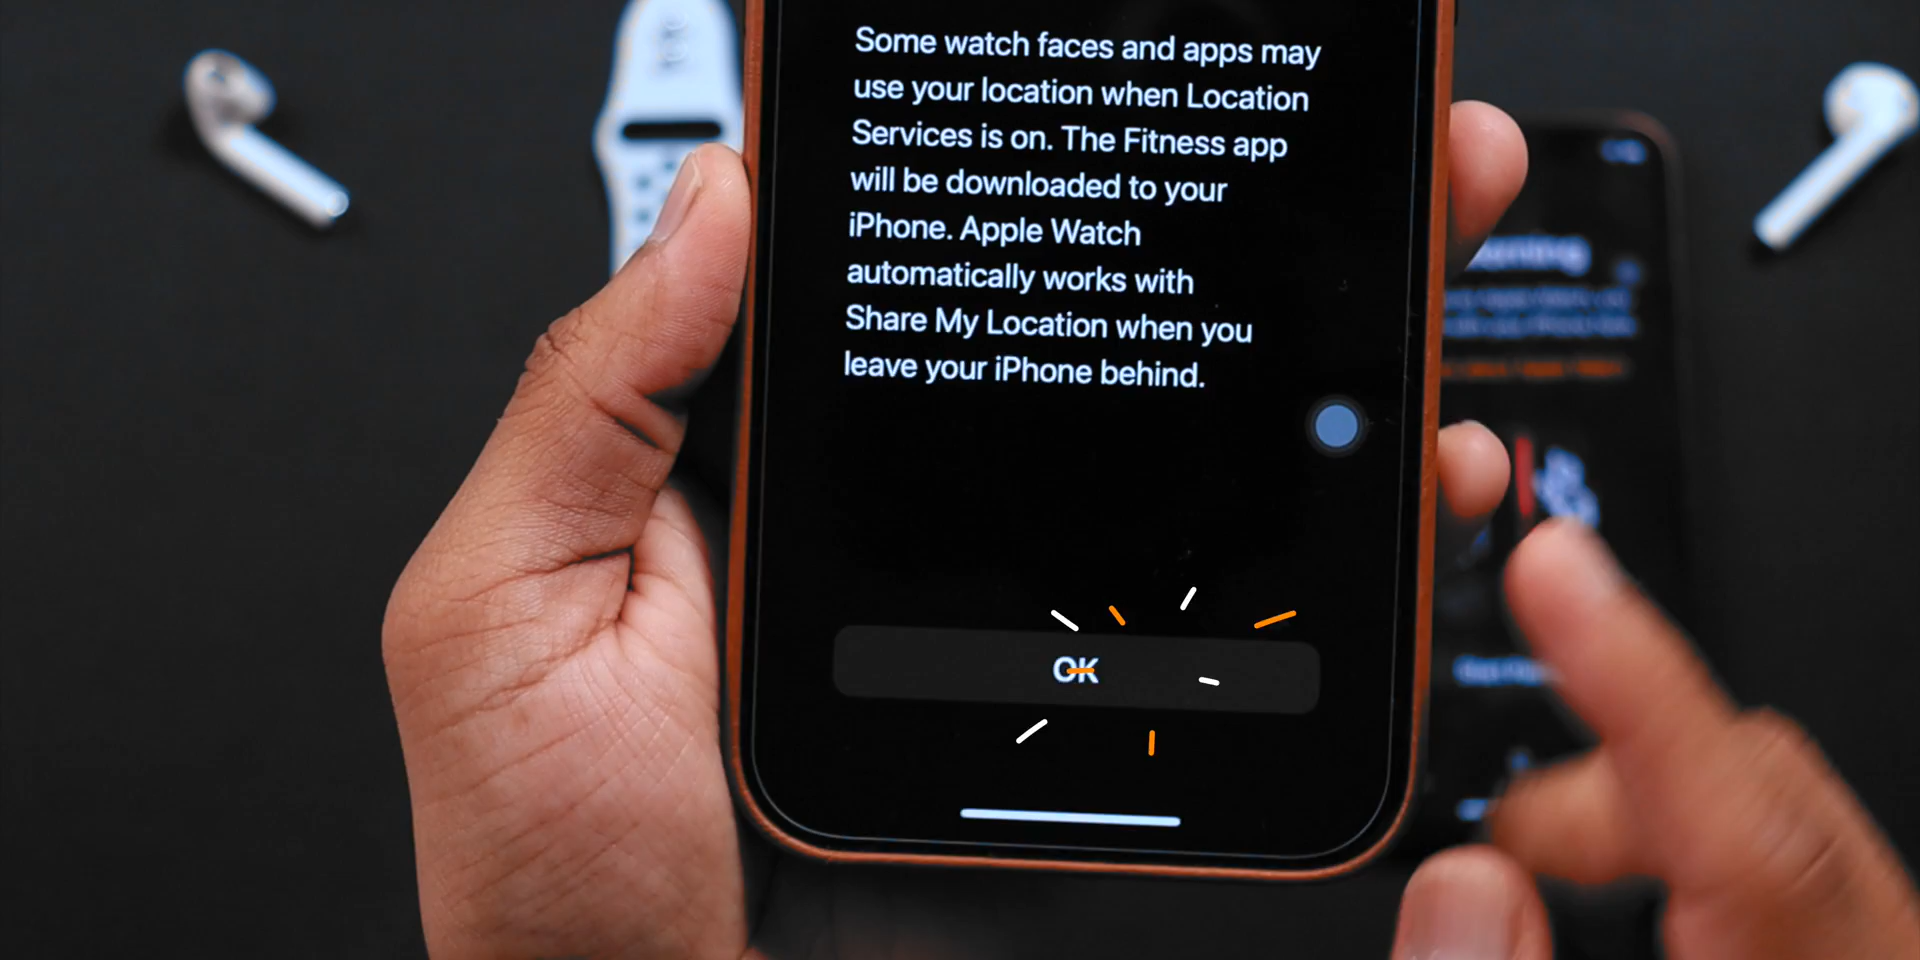 Some watch faces and apps may
use your location when Location
Services is on. The Fitness app
will be downloaded to your
iPhone. Apple Watch
automatically works with
Share My Location when you
leave your iPhone behind.
OK